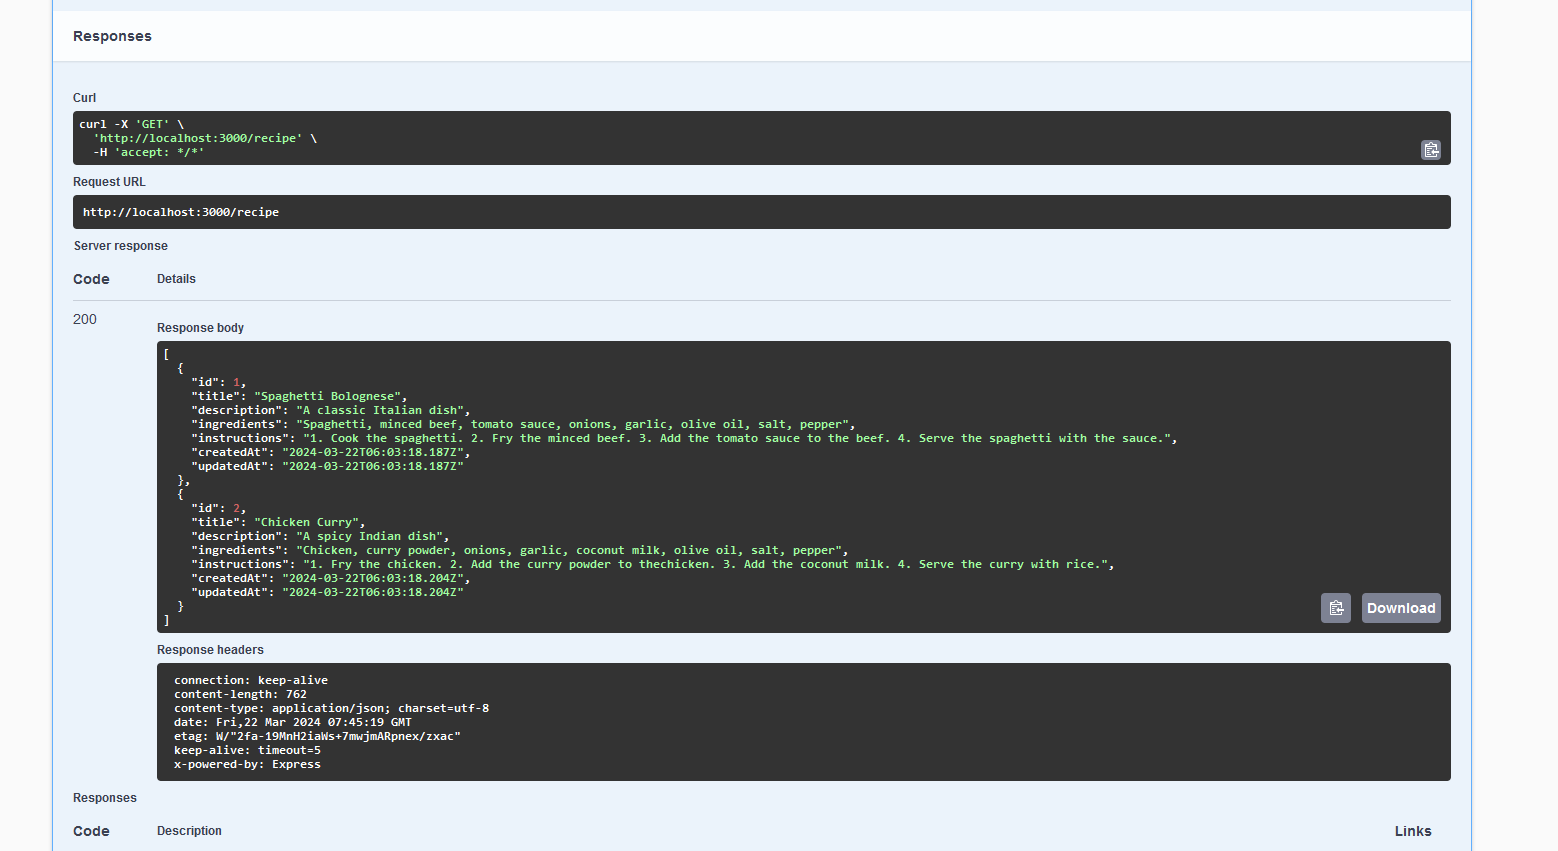 Responses
Curl
curl -X 'GET' \
  'http://localhost:3000/recipe' \
  -H 'accept: */*'
Request URL
http://localhost:3000/recipe
Server response
Code Details
200
Response body
[
  {
    "id": 1,
    "title": "Spaghetti Bolognese",
    "description": "A classic Italian dish",
    "ingredients": "Spaghetti, minced beef, tomato sauce, onions, garlic, olive oil, salt, pepper",
    "instructions": "1. Cook the spaghetti. 2. Fry the minced beef. 3. Add the tomato sauce to the beef. 4. Serve the spaghetti with the sauce.",
    "createdAt": "2024-03-22T06:03:18.187Z",
    "updatedAt": "2024-03-22T06:03:18.187Z"
  },
  {
    "id": 2,
    "title": "Chicken Curry",
    "description": "A spicy Indian dish",
    "ingredients": "Chicken, curry powder, onions, garlic, coconut milk, olive oil, salt, pepper",
    "instructions": "1. Fry the chicken. 2. Add the curry powder to thechicken. 3. Add the coconut milk. 4. Serve the curry with rice.",
    "createdAt": "2024-03-22T06:03:18.204Z",
    "updatedAt": "2024-03-22T06:03:18.204Z"
  }
]
Download
Response headers
connection: keep-alive
content-length: 762
content-type: application/json; charset=utf-8
date: Fri,22 Mar 2024 07:45:19 GMT
etag: W/"2fa-19MnH2iaWs+7mwjmARpnex/zxac"
keep-alive: timeout=5
x-powered-by: Express
Responses
Code Description Links